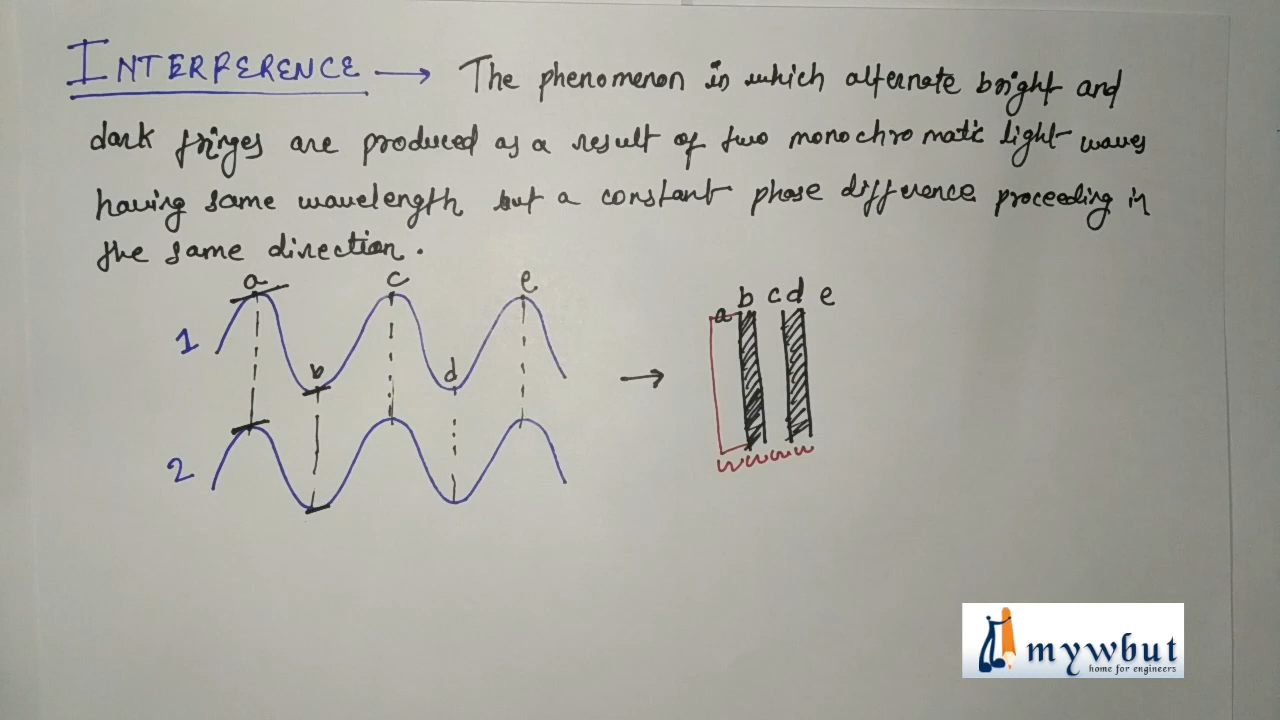 INTERFERENCE → The phenomenon in which alternate bright and
dark fringes are produced as a result of two monochromatic light waves
having same wavelength but a constant phase difference proceeding in
the same direction.
a c e
1
b d
2
→
b c d e
a
w w w w
mywbut
home for engineers